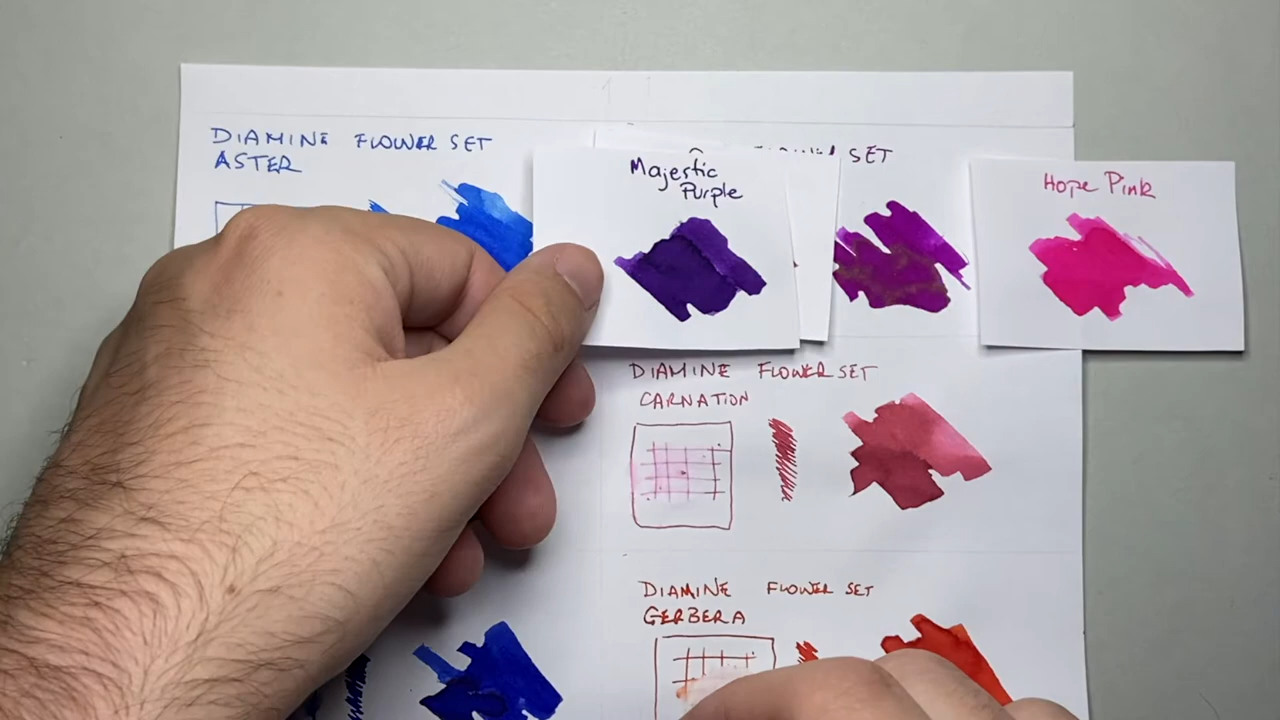 DIAMINE FLOWER SET
ASTER
SET
Majestic
Purple
Hope Pink
DIAMINE FLOWER SET
CARNATION
DIAMINE FLOWER SET
GERBERA